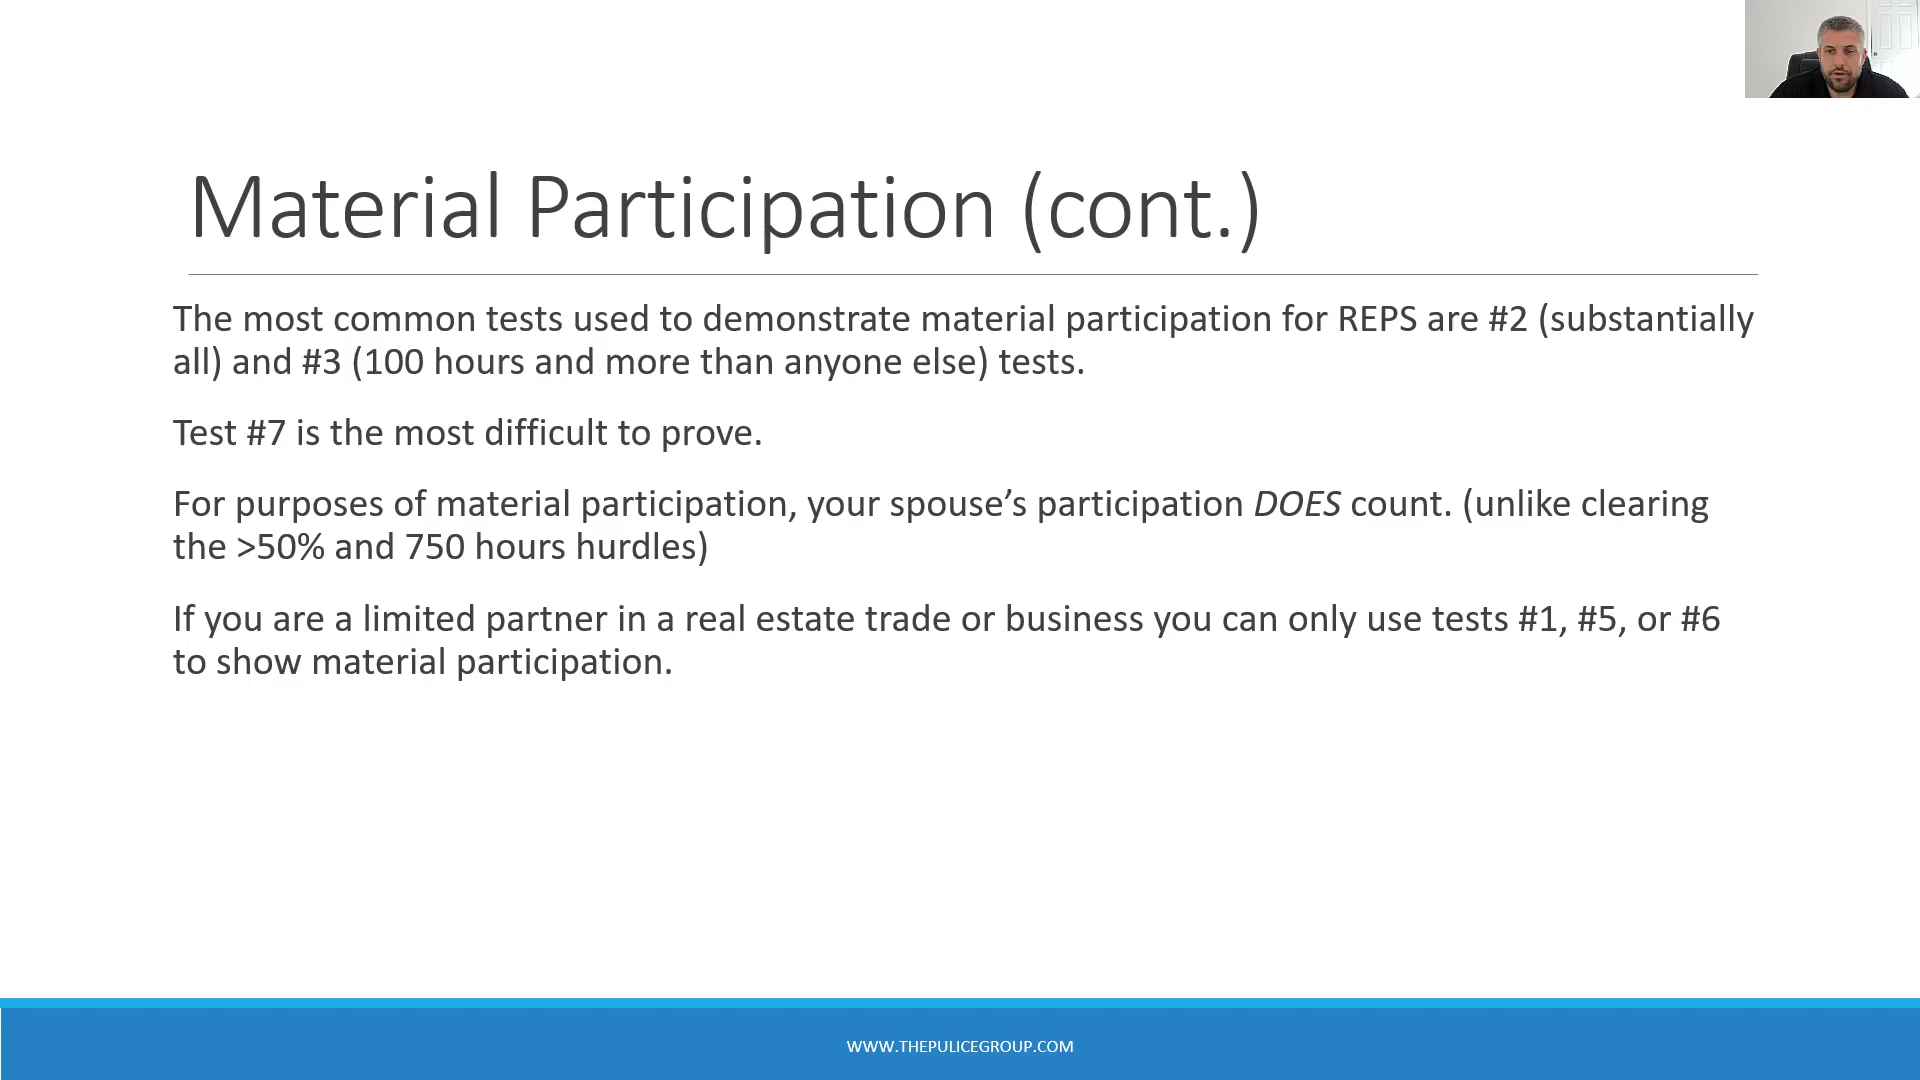 Material Participation (cont.)
The most common tests used to demonstrate material participation for REPS are #2 (substantially
all) and #3 (100 hours and more than anyone else) tests.
Test #7 is the most difficult to prove.
For purposes of material participation, your spouse’s participation DOES count. (unlike clearing
the >50% and 750 hours hurdles)
If you are a limited partner in a real estate trade or business you can only use tests #1, #5, or #6
to show material participation.
WWW.THEPULICEGROUP.COM